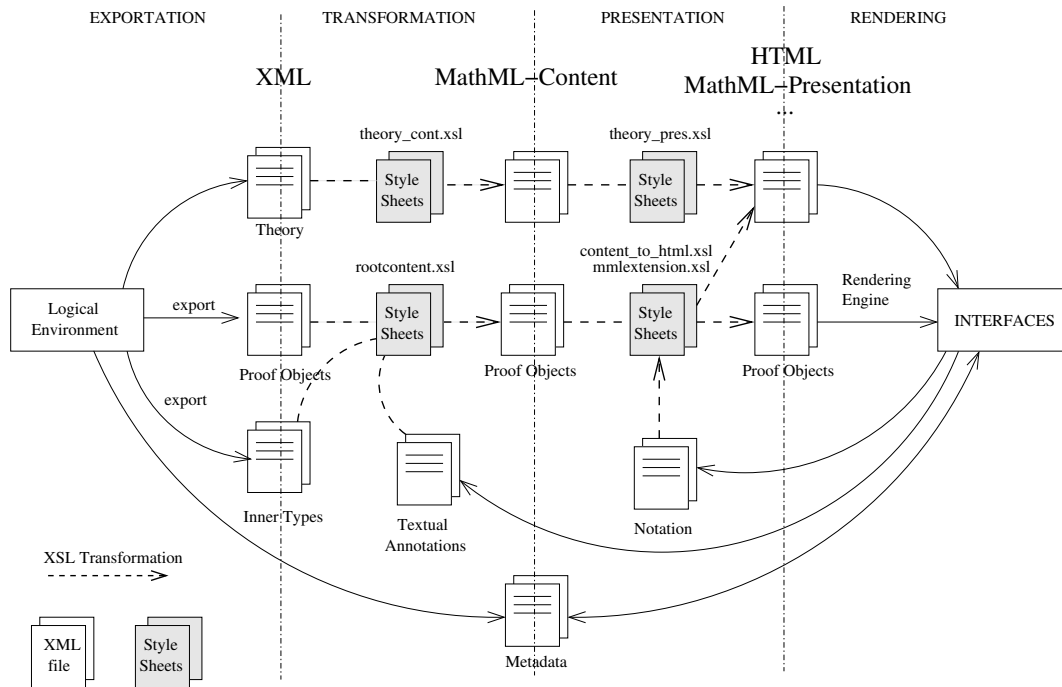 EXPORTATION
TRANSFORMATION
PRESENTATION
RENDERING
XML
MathML–Content
HTML
MathML–Presentation
...
theory_cont.xsl
theory_pres.xsl
Style
Sheets
Style
Sheets
Theory
rootcontent.xsl
content_to_html.xsl
mmlextension.xsl
Rendering
Engine
Logical
Environment
export
Style
Sheets
Style
Sheets
INTERFACES
Proof Objects
Proof Objects
Proof Objects
export
Inner Types
Textual
Annotations
Notation
XSL Transformation
XML
file
Style
Sheets
Metadata